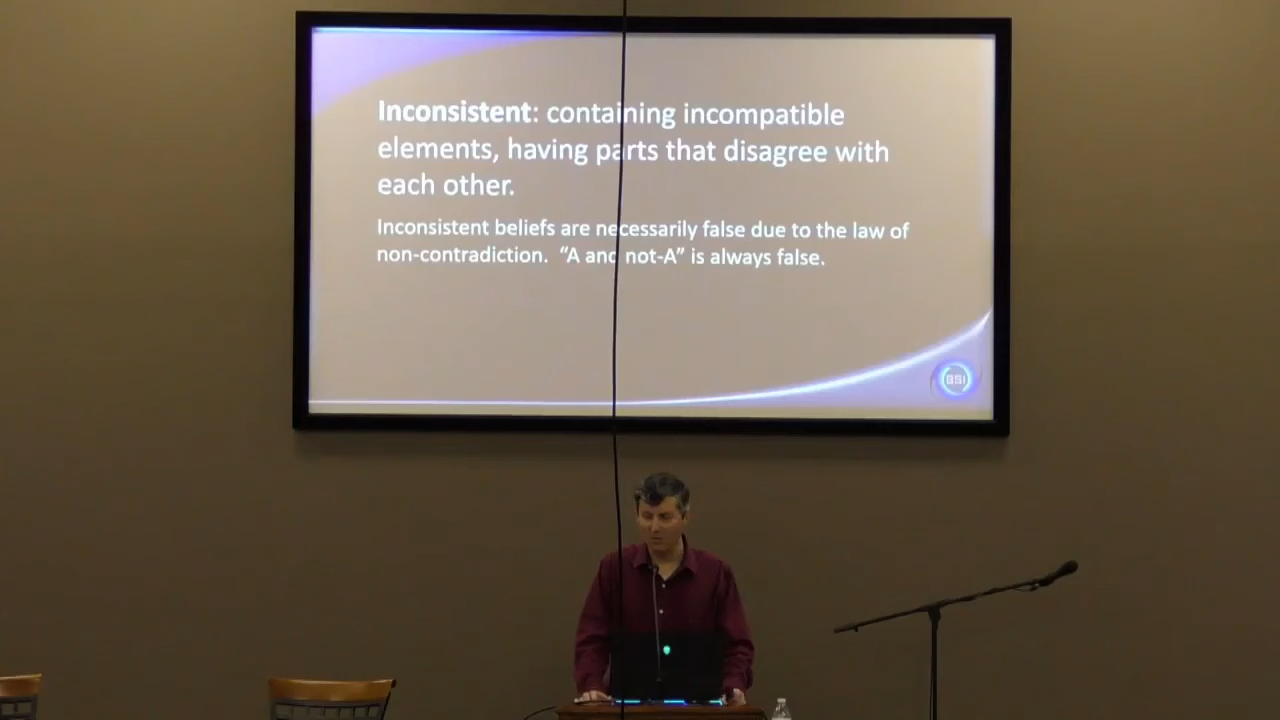 Inconsistent: containing incompatible
elements, having parts that disagree with
each other.
Inconsistent beliefs are necessarily false due to the law of
non-contradiction.  “A and not-A” is always false.
BSI